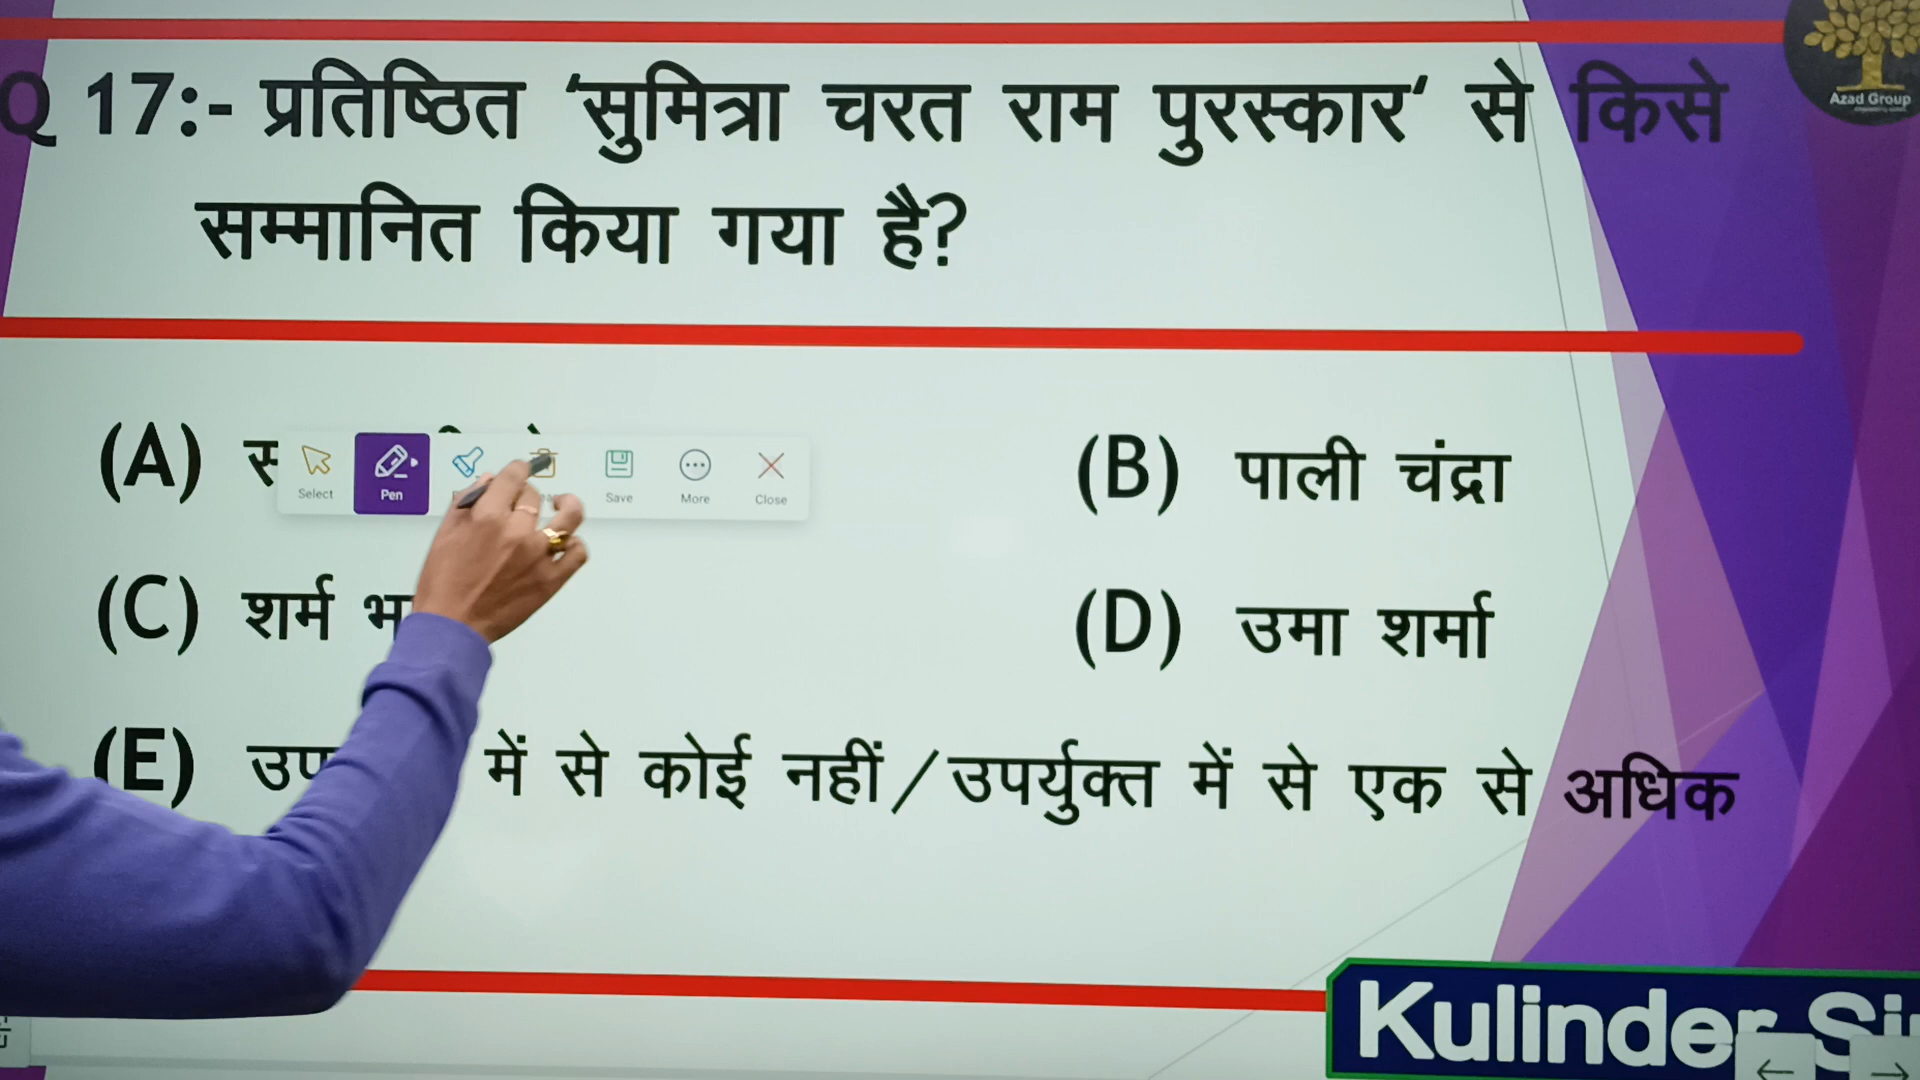 Q 17:- प्रतिष्ठित ‘सुमित्रा चरत राम पुरस्कार‘ से किसे
सम्मानित किया गया है?
Azad Group
(A)
(B) पाली चंद्रा
Select
Pen
Save
More
Close
(C) शर्म
(D) उमा शर्मा
(E) में से कोई नहीं/उपर्युक्त में से एक से अधिक
Kulinder